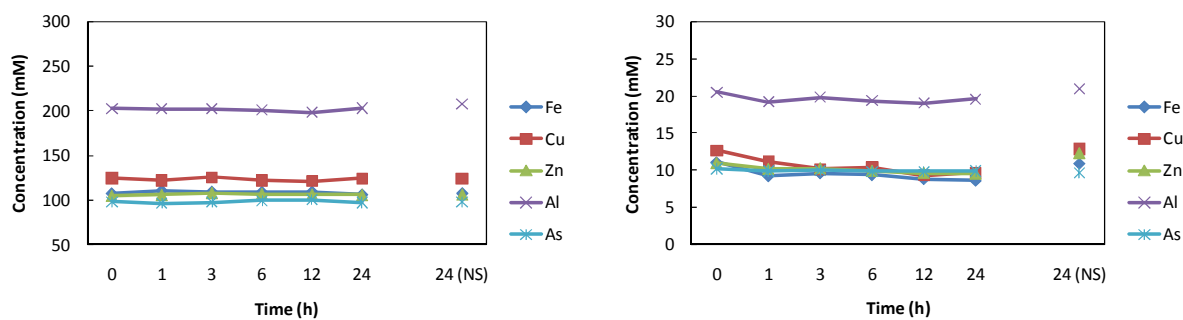 300
250
200
150
100
50
Concentration (mM)
0 1 3 6 12 24 24 (NS)
Time (h)
Fe
Cu
Zn
Al
As
30
25
20
15
10
5
0
Concentration (mM)
0 1 3 6 12 24 24 (NS)
Time (h)
Fe
Cu
Zn
Al
As